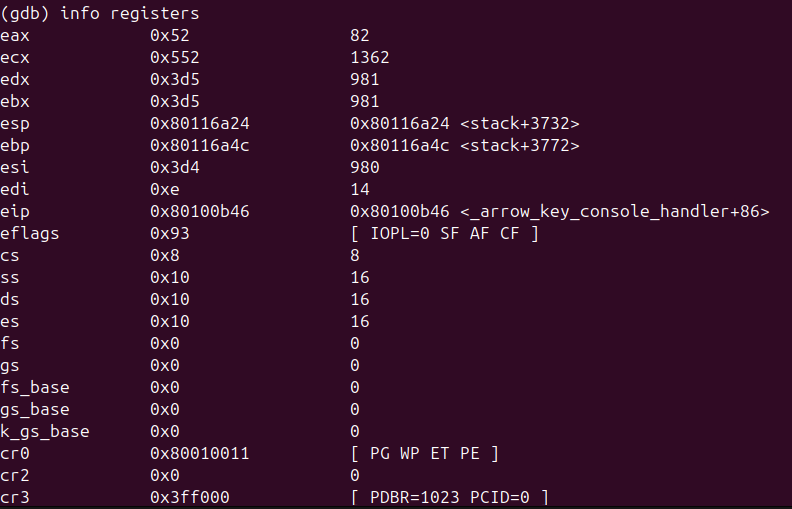 (gdb) info registers
eax            0x52                82
ecx            0x552               1362
edx            0x3d5               981
ebx            0x3d5               981
esp            0x80116a24          0x80116a24 <stack+3732>
ebp            0x80116a4c          0x80116a4c <stack+3772>
esi            0x3d4               980
edi            0xe                 14
eip            0x80100b46          0x80100b46 <_arrow_key_console_handler+86>
eflags         0x93                [ IOPL=0 SF AF CF ]
cs             0x8                 8
ss             0x10                16
ds             0x10                16
es             0x10                16
fs             0x0                 0
gs             0x0                 0
fs_base        0x0                 0
gs_base        0x0                 0
k_gs_base      0x0                 0
cr0            0x80010011          [ PG WP ET PE ]
cr2            0x0                 0
cr3            0x3ff000            [ PDBR=1023 PCID=0 ]